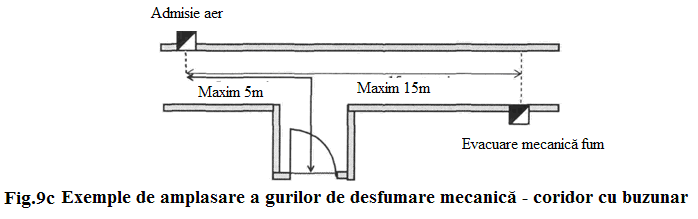 Admisie aer
Maxim 5m
Maxim 15m
Evacuare mecanică fum
Fig.9c Exemple de amplasare a gurilor de desfumare mecanică - coridor cu buzunar